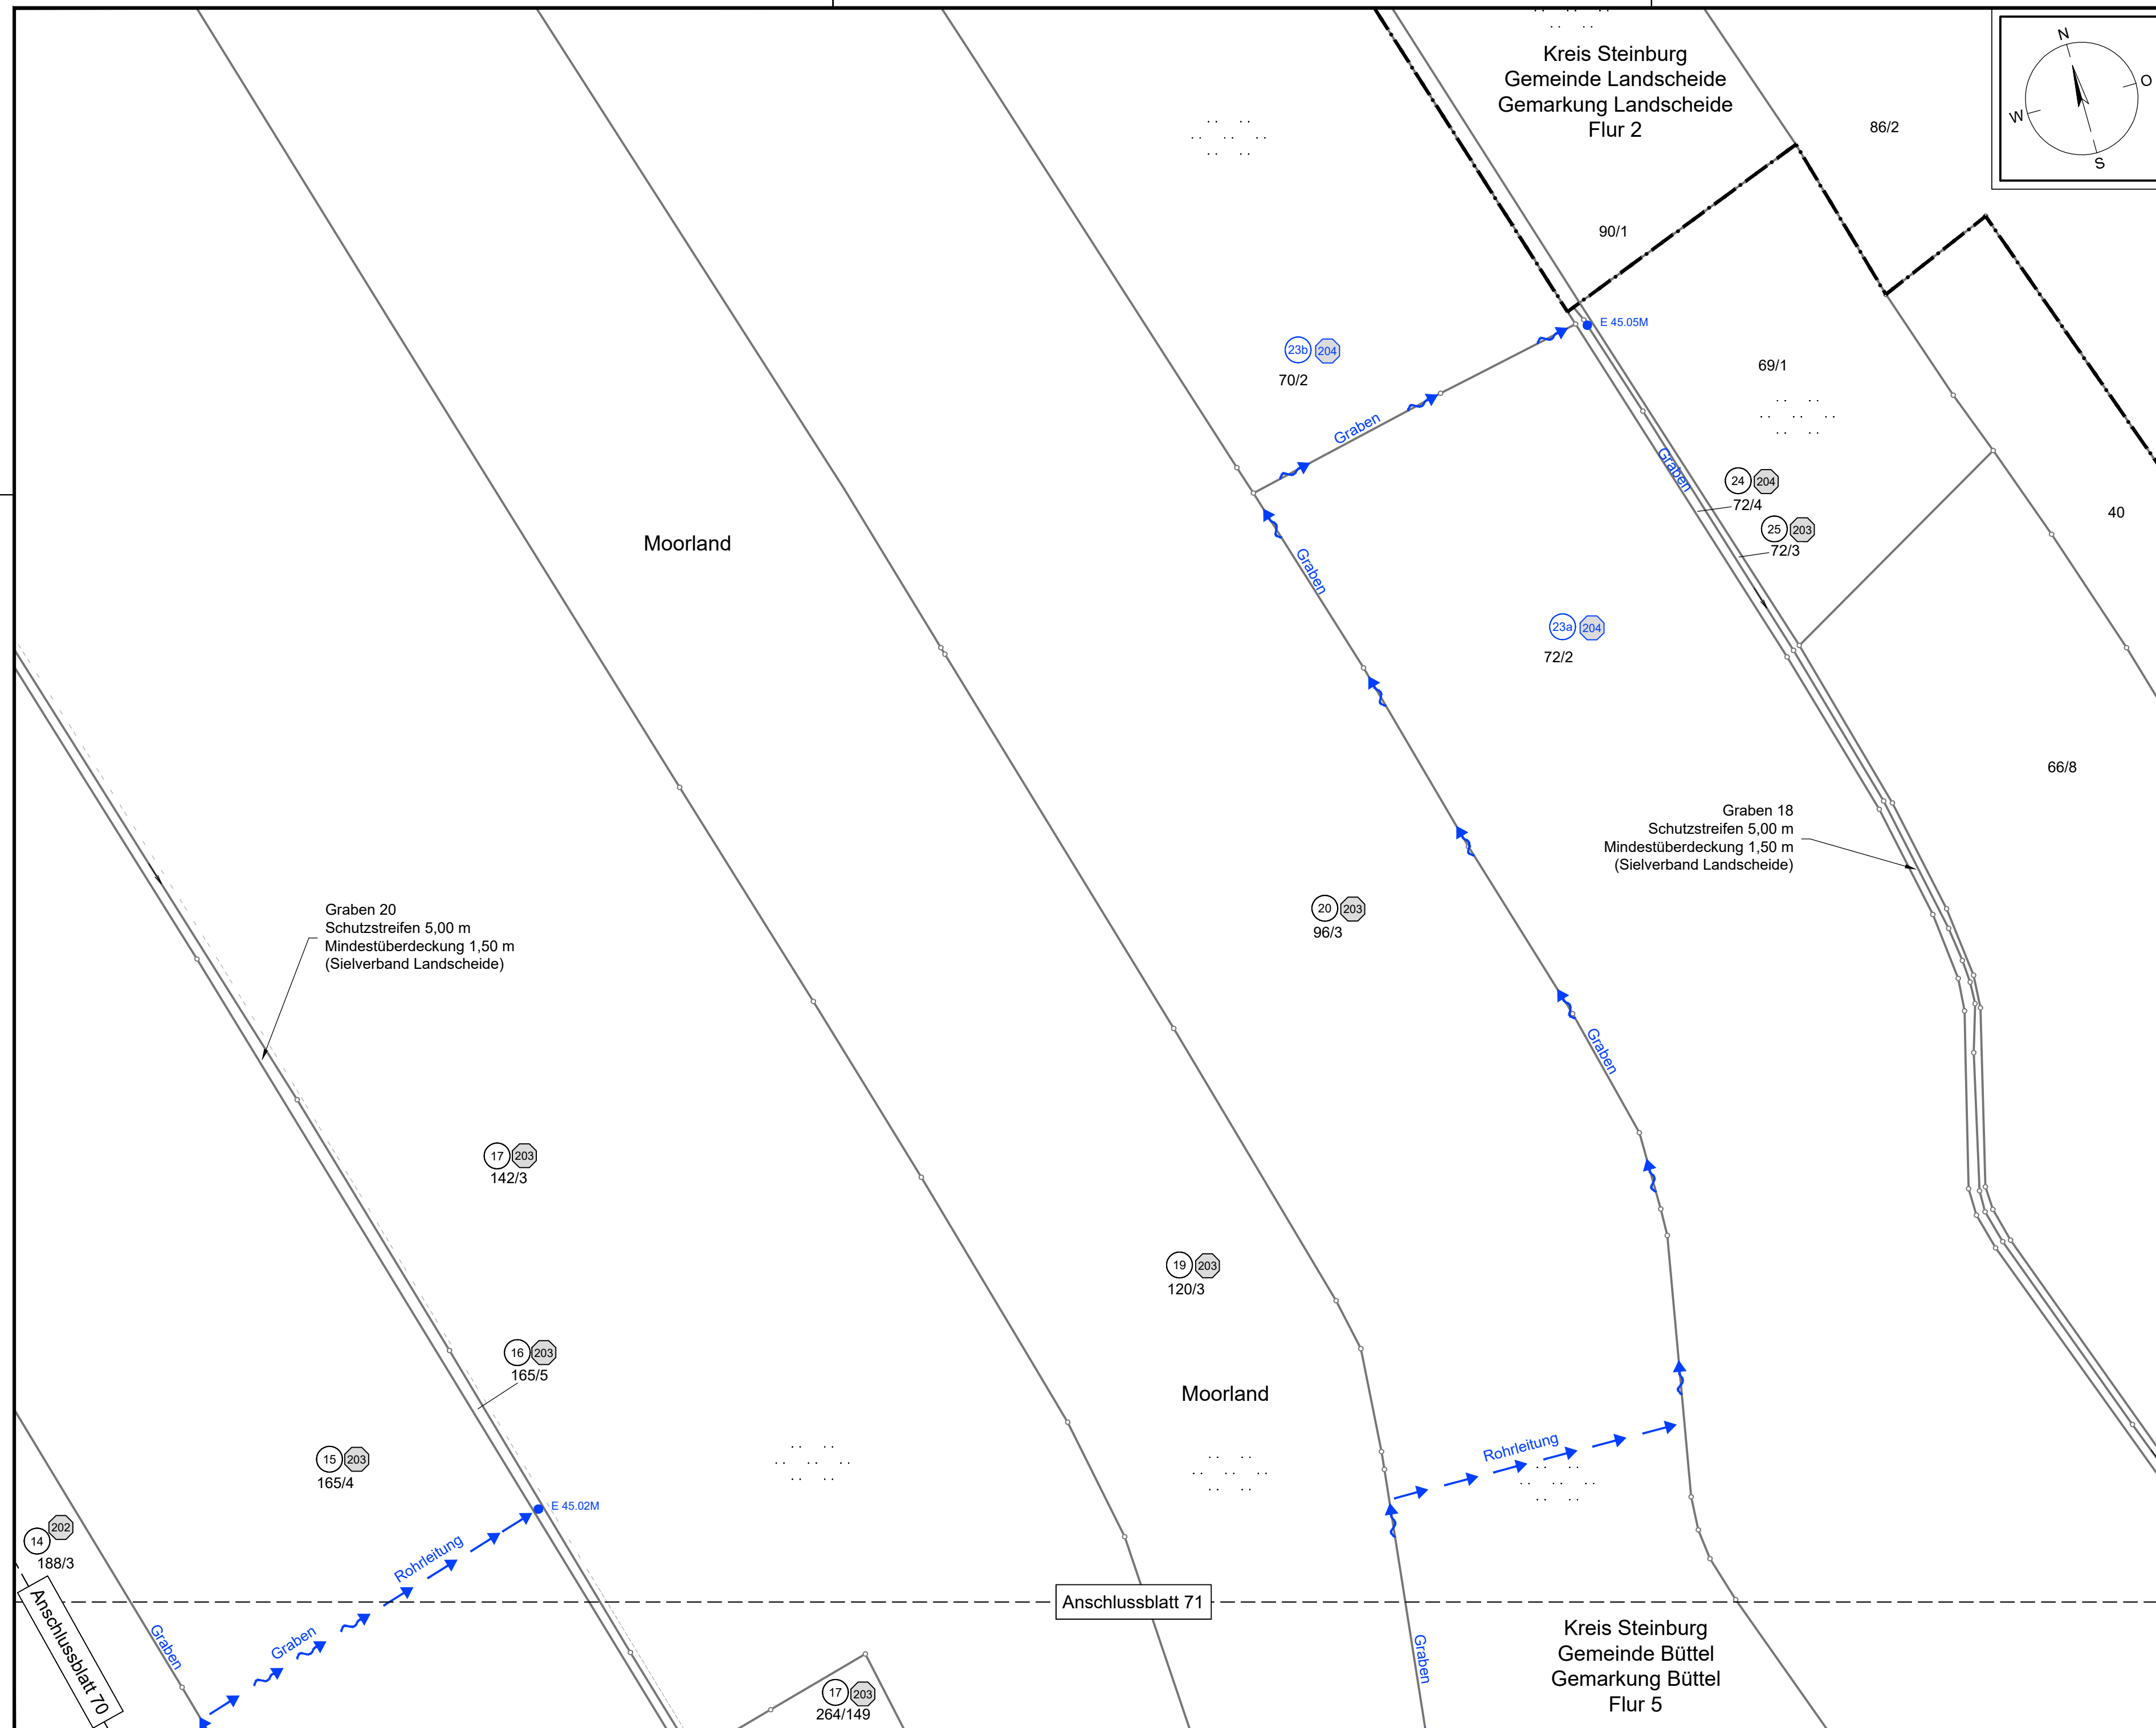 Kreis Steinburg
Gemeinde Landscheide
Gemarkung Landscheide
Flur 2
N
O
W
S
86/2
90/1
E 45.05M
23b 204
70/2
69/1
Graben
Graben
24 204
72/4
25 203
72/3
40
Moorland
Graben
23a 204
72/2
66/8
Graben 18
Schutzstreifen 5,00 m
Mindestüberdeckung 1,50 m
(Sielverband Landscheide)
Graben 20
Schutzstreifen 5,00 m
Mindestüberdeckung 1,50 m
(Sielverband Landscheide)
20 203
96/3
Graben
17 203
142/3
19 203
120/3
16 203
165/5
Moorland
15 203
165/4
Rohrleitung
E 45.02M
14 202
188/3
Rohrleitung
Anschlussblatt 70
Graben
Graben
Anschlussblatt 71
Graben
Kreis Steinburg
Gemeinde Büttel
Gemarkung Büttel
Flur 5
17 203
264/149